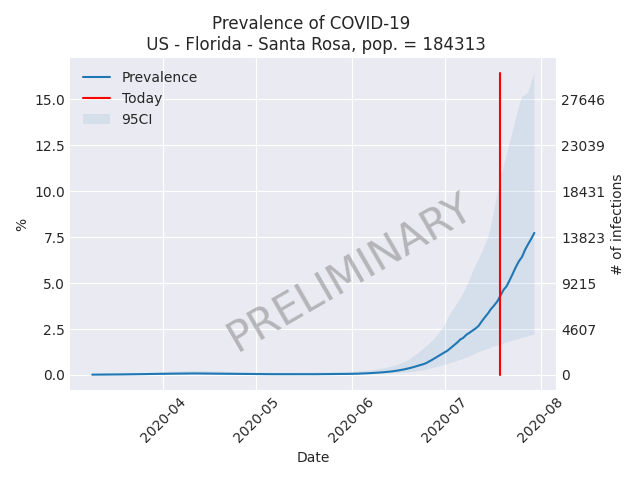 Prevalence of COVID-19
US - Florida - Santa Rosa, pop. = 184313
Prevalence
Today
95CI
15.0
12.5
10.0
7.5
5.0
2.5
0.0
%
27646
23039
18431
13823
9215
4607
0
# of infections
PRELIMINARY
2020-04
2020-05
2020-06
2020-07
2020-08
Date